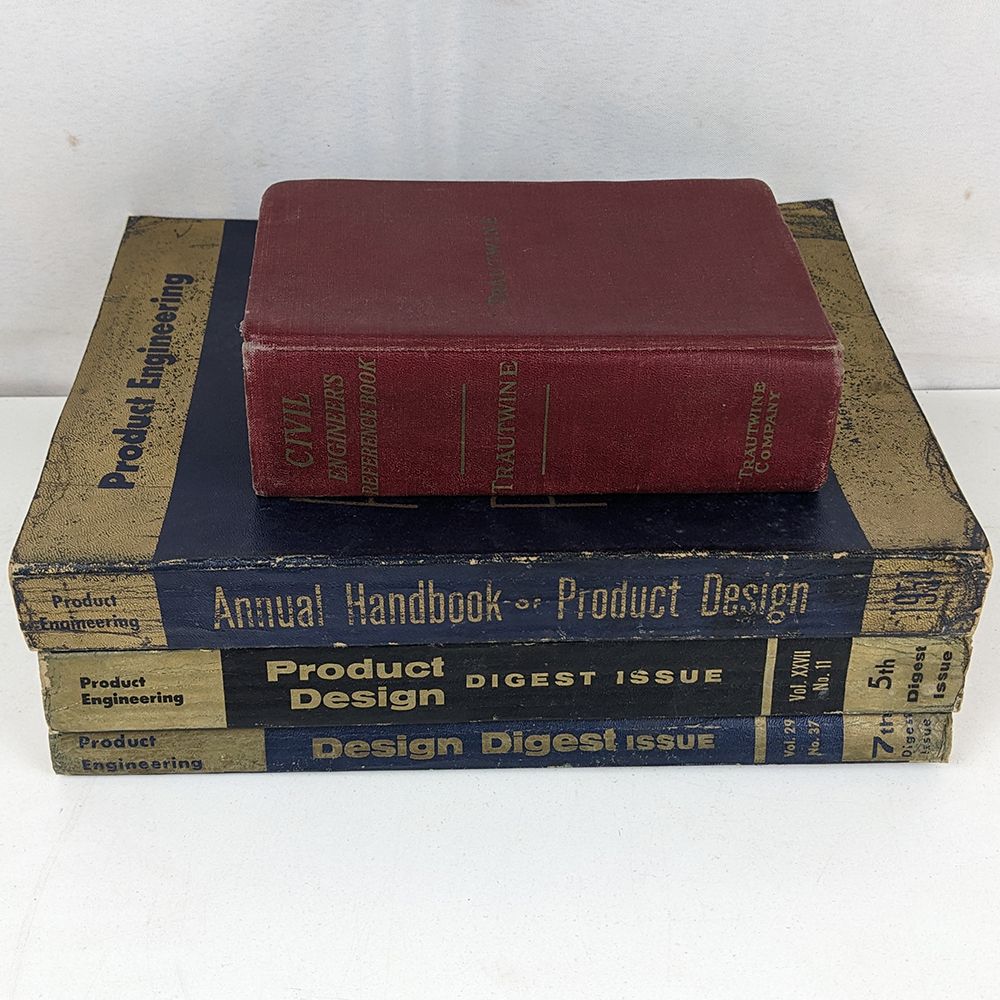 TRAUTWINE
CIVIL
ENGINEER'S
REFERENCE BOOK
TRAUTWINE
TRAUTWINE
COMPANY
Product Engineering
Product
Engineering
Annual Handbook of Product Design
Product
Engineering
Product
Design
DIGEST ISSUE
Vol. XXVII
No. 11
5th
Digest
Issue
Product
Engineering
Design Digest ISSUE
Vol. 29
No. 37
7th
Digest
Issue